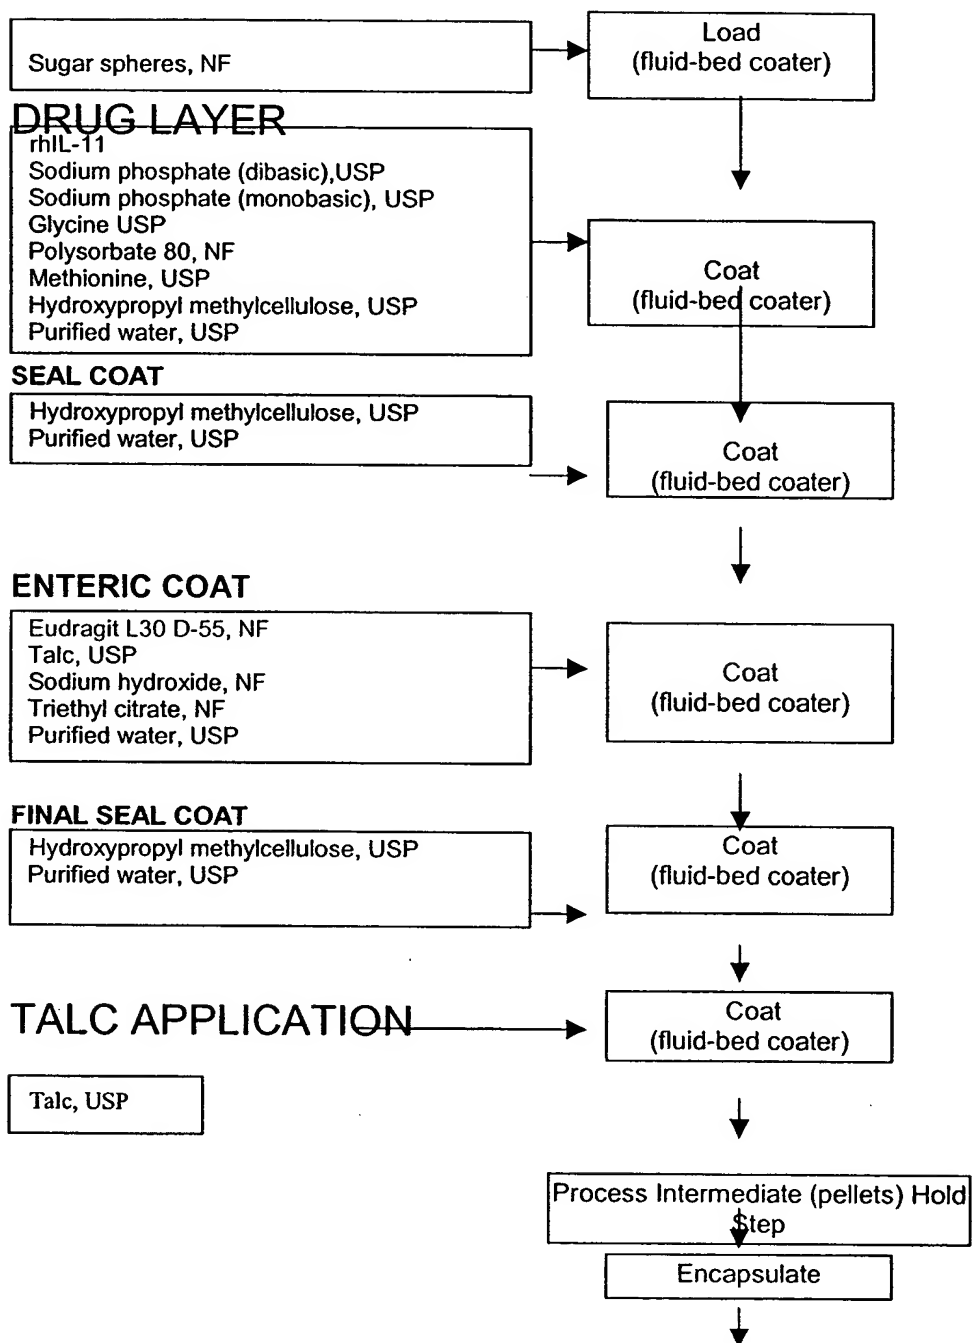 Sugar spheres, NF
Load
(fluid-bed coater)
DRUG LAYER
rhIL-11
Sodium phosphate (dibasic),USP
Sodium phosphate (monobasic), USP
Glycine USP
Polysorbate 80, NF
Methionine, USP
Hydroxypropyl methylcellulose, USP
Purified water, USP
Coat
(fluid-bed coater)
SEAL COAT
Hydroxypropyl methylcellulose, USP
Purified water, USP
Coat
(fluid-bed coater)
ENTERIC COAT
Eudragit L30 D-55, NF
Talc, USP
Sodium hydroxide, NF
Triethyl citrate, NF
Purified water, USP
Coat
(fluid-bed coater)
FINAL SEAL COAT
Hydroxypropyl methylcellulose, USP
Purified water, USP
Coat
(fluid-bed coater)
TALC APPLICATION
Coat
(fluid-bed coater)
Talc, USP
Process Intermediate (pellets) Hold
Step
Encapsulate